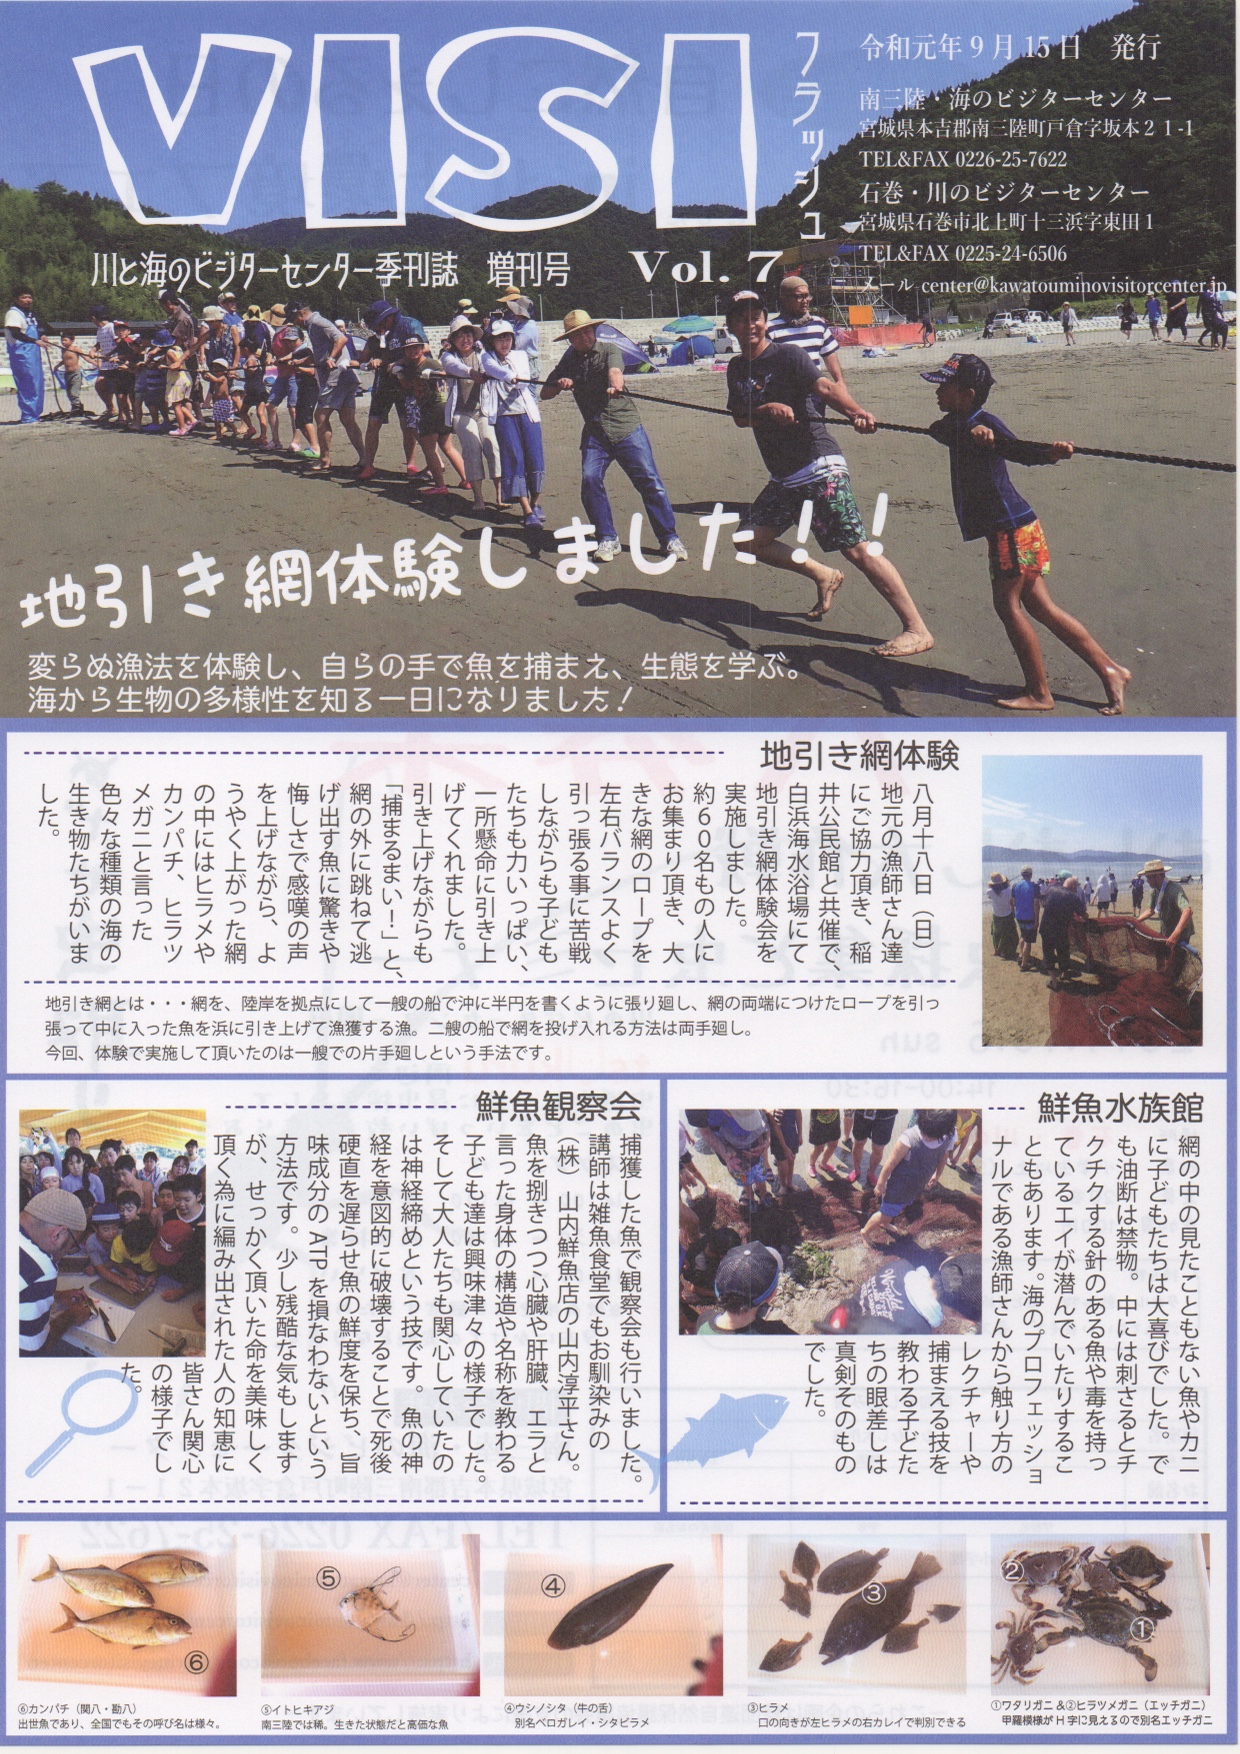 VISI
フラッシュ
川と海のビジターセンター季刊誌　増刊号　Vol. 7
令和元年９月15日　発行
南三陸・海のビジターセンター
宮城県本吉郡南三陸町戸倉字坂本２１-1
TEL&FAX 0226-25-7622
石巻・川のビジターセンター
宮城県石巻市北上町十三浜字東田１
TEL&FAX 0225-24-6506
メール center@kawatouminovisitorcenter.jp
地引き網体験しました！！
変らぬ漁法を体験し、自らの手で魚を捕まえ、生態を学ぶ。
海から生物の多様性を知る一日になりました！
地引き網体験
八月十八日（日）
地元の漁師さん達
にご協力頂き、稲
井公民館と共催で、
白浜海水浴場にて
地引き網体験会を
実施しました。
約６０名もの人に
お集まり頂き、大
きな網のロープを
左右バランスよく
引っ張る事に苦戦
しながらも子ども
たちも力いっぱい、
一所懸命に引き上
げてくれました。
引き上げながらも
「捕まるまい！」と、
網の外に跳ねて逃
げ出す魚に驚きや
悔しさで感嘆の声
を上げながら、よ
うやく上がった網
の中にはヒラメや
カンパチ、ヒラツ
メガニと言った
色々な種類の海の
生き物たちがいま
した。
地引き網とは・・・網を、陸岸を拠点にして一艘の船で沖に半円を書くように張り廻し、網の両端につけたロープを引っ
張って中に入った魚を浜に引き上げて漁獲する漁。二艘の船で網を投げ入れる方法は両手廻し。
今回、体験で実施して頂いたのは一艘での片手廻しという手法です。
鮮魚水族館
網の中の見たこともない魚やカニ
に子どもたちは大喜びでした。で
も油断は禁物。中には刺さるとチ
クチクする針のある魚や毒を持っ
ているエイが潜んでいたりするこ
ともあります。海のプロフェッショ
ナルである漁師さんから触り方の
レクチャーや
捕まえる技を
教わる子どた
ちの眼差しは
真剣そのもの
でした。
鮮魚観察会
捕獲した魚で観察会も行いました。
講師は雑魚食堂でもお馴染みの
（株）山内鮮魚店の山内淳平さん。
魚を捌きつつ心臓や肝臓、エラと
言った身体の構造や名称を教わる
子ども達は興味津々の様子でした。
そして大人たちも関心していたの
は神経締めという技です。魚の神
経を意図的に破壊することで死後
硬直を遅らせ魚の鮮度を保ち、旨
味成分の ATP を損なわないという
方法です。少し残酷な気もします
が、せっかく頂いた命を美味しく
頂く為に編み出された人の知恵に
皆さん関心
の様子でし
た。
⑥
⑤
④
③
②
①
⑥カンパチ（間八・勘八）
出世魚であり、全国でもその呼び名は様々。
⑤イトヒキアジ
南三陸では稀。生きた状態だと高価な魚
④ウシノシタ（牛の舌）
別名ベロガレイ・シタビラメ
③ヒラメ
口の向きが左ヒラメの右カレイで判別できる
①ワタリガニ &②ヒラツメガニ（エッチガニ）
甲羅模様が H 字に見えるので別名エッチガニ